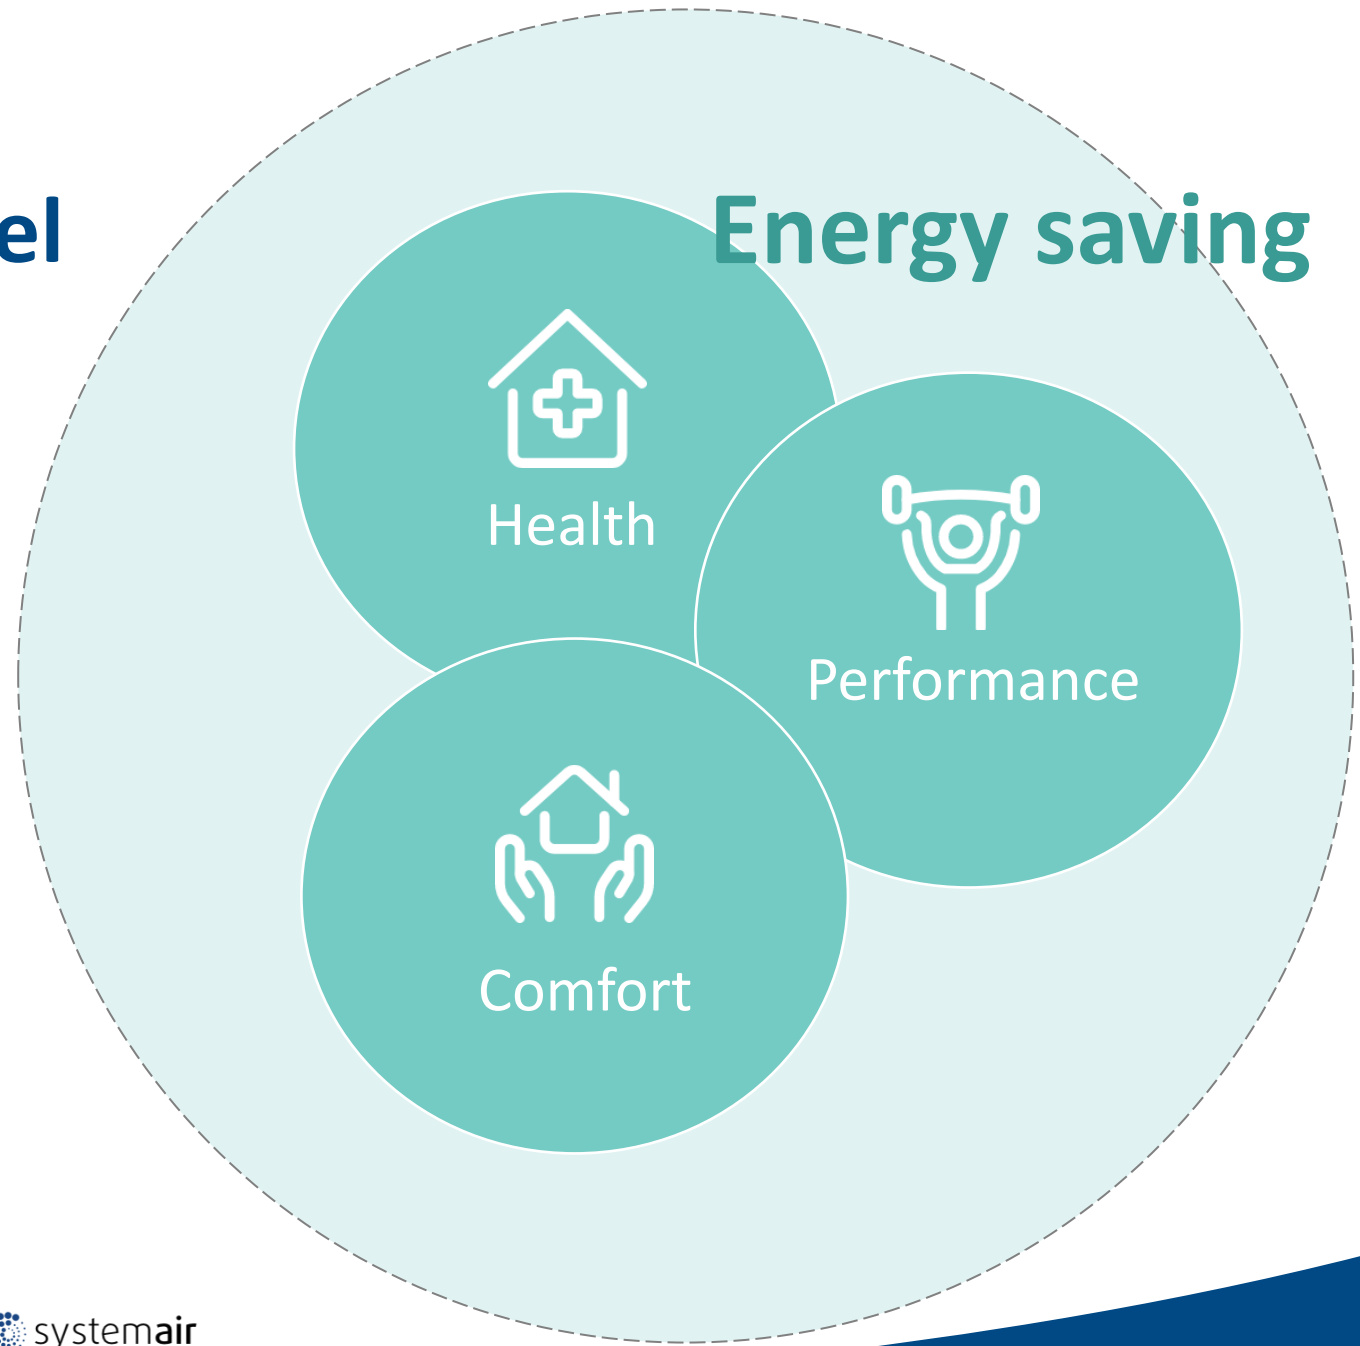 el
Energy saving
Health
Performance
Comfort
systemair